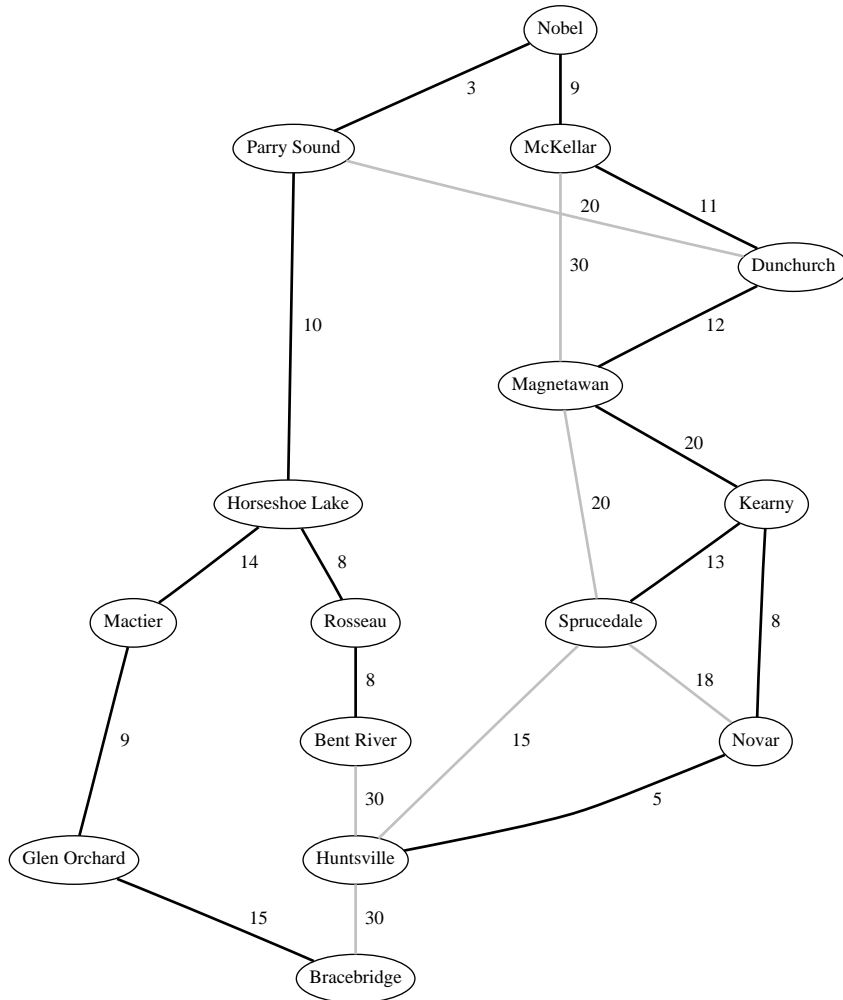 Nobel
3
9
Parry Sound
McKellar
20
11
30
Dunchurch
10
12
Magnetawan
20
Horseshoe Lake
20
Kearny
14
8
13
Mactier
Rosseau
Sprucedale
8
8
18
9
Bent River
15
Novar
30
5
Glen Orchard
Huntsville
15
30
Bracebridge